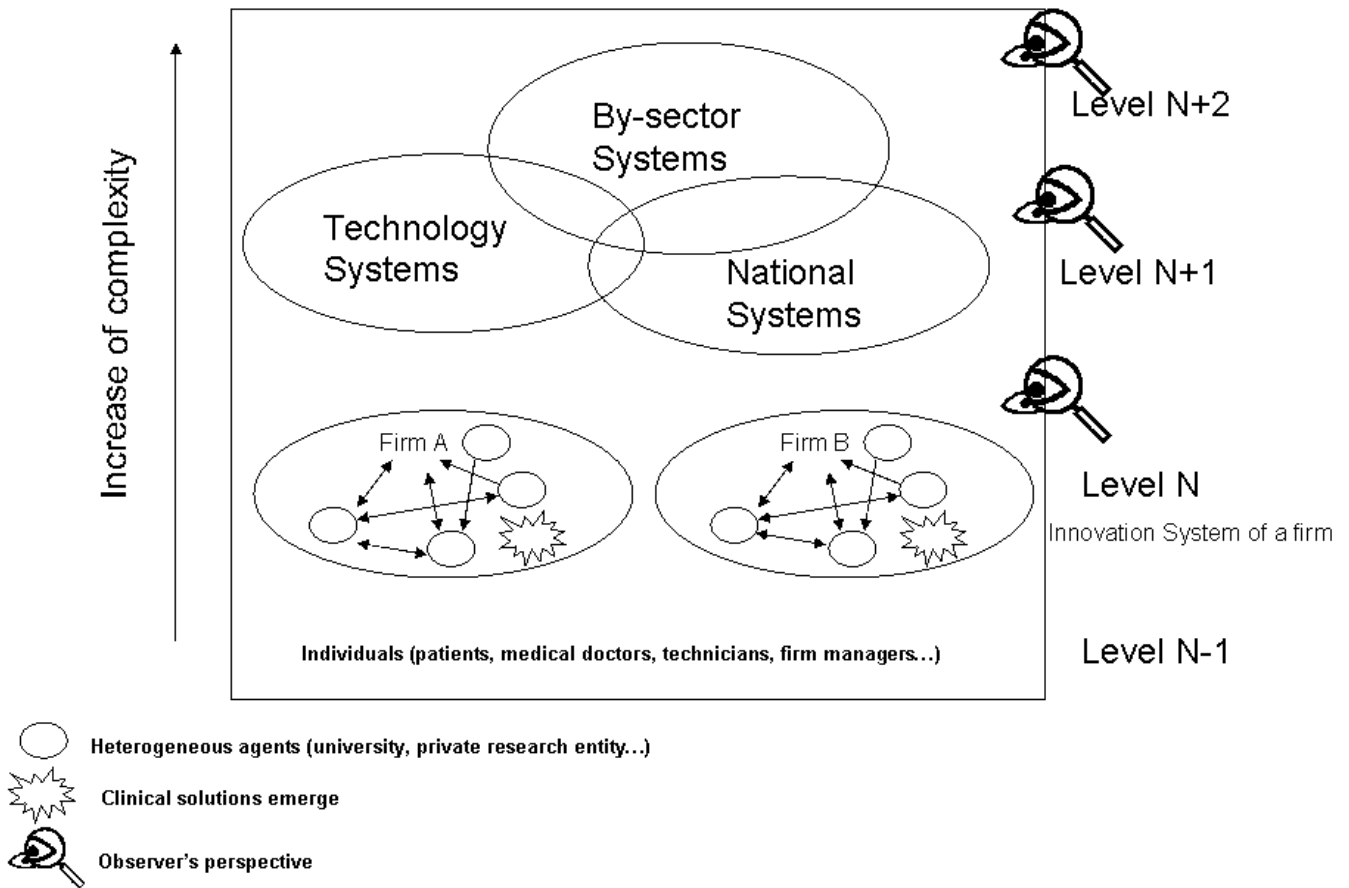 By-sector
Systems
Level N+2
Increase of complexity
Technology
Systems
National
Systems
Level N+1
Firm A
Firm B
Level N
Innovation System of a firm
Individuals (patients, medical doctors, technicians, firm managers...)
Level N-1
Heterogeneous agents (university, private research entity...)
Clinical solutions emerge
Observer's perspective